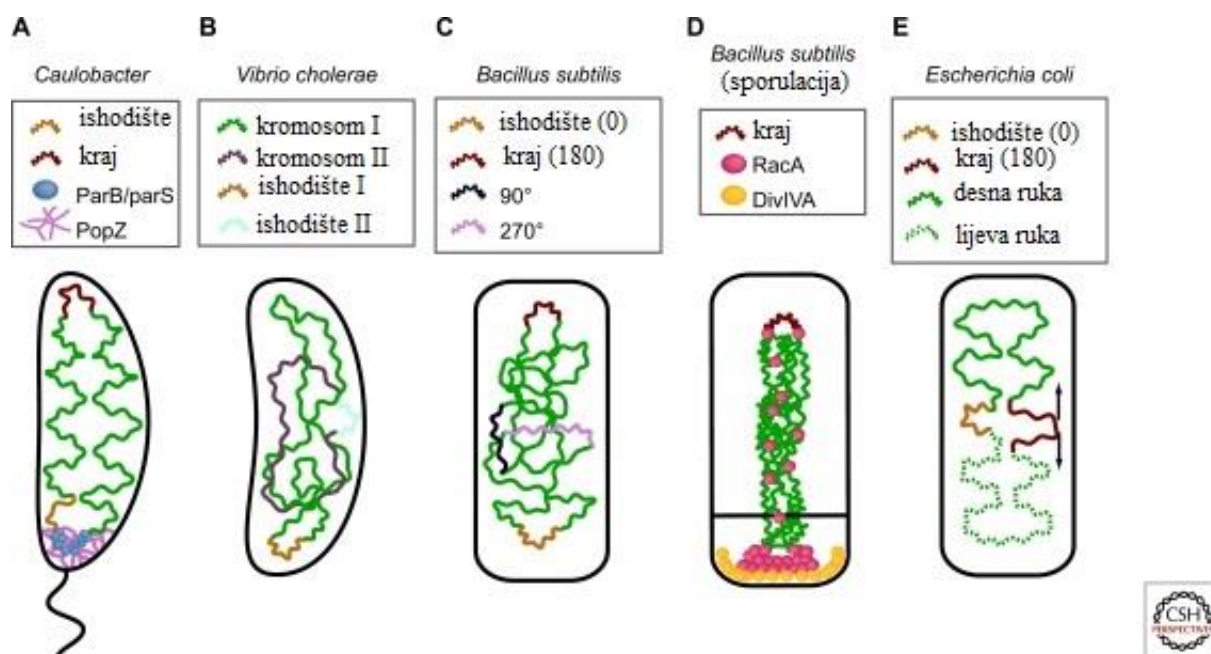 A
Caulobacter
ishodište
kraj
ParB/parS
PopZ
B
Vibrio cholerae
kromosom I
kromosom II
ishodište I
ishodište II
C
Bacillus subtilis
ishodište (0)
kraj (180)
90°
270°
D
Bacillus subtilis
(sporulacija)
kraj
RacA
DivIVA
E
Escherichia coli
ishodište (0)
kraj (180)
desna ruka
lijeva ruka
CSH
PERSPECTIVES